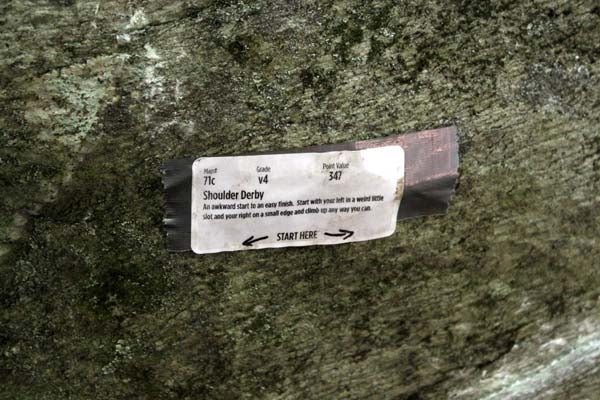 Map# Grade Point Value
71c v4 347
Shoulder Derby
An awkward start to an easy finish. Start with your left in a weird little
slot and your right on a small edge and climb up any way you can.
START HERE